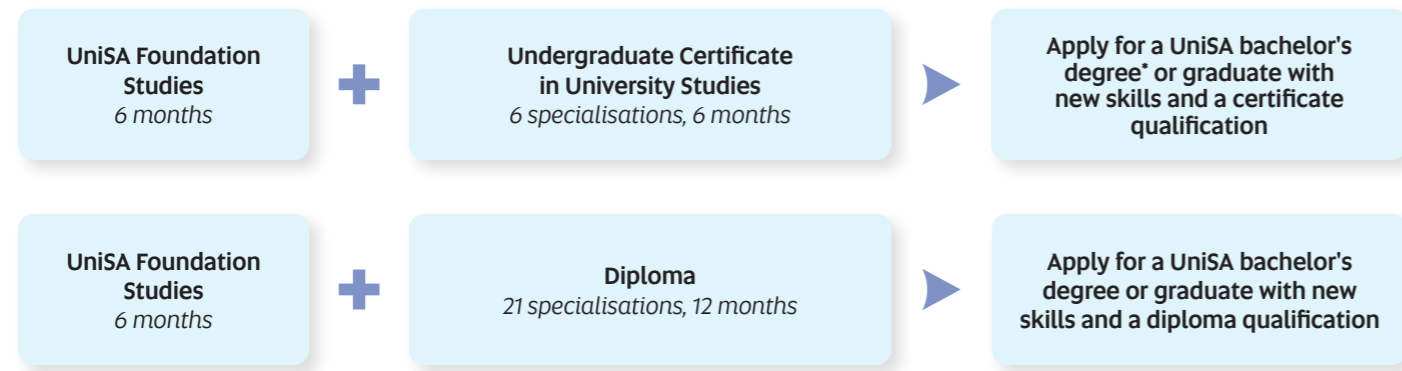 UniSA Foundation
Studies
6 months
Undergraduate Certificate
in University Studies
6 specialisations, 6 months
Apply for a UniSA bachelor's
degree* or graduate with
new skills and a certificate
qualification
UniSA Foundation
Studies
6 months
Diploma
21 specialisations, 12 months
Apply for a UniSA bachelor's
degree or graduate with new
skills and a diploma qualification